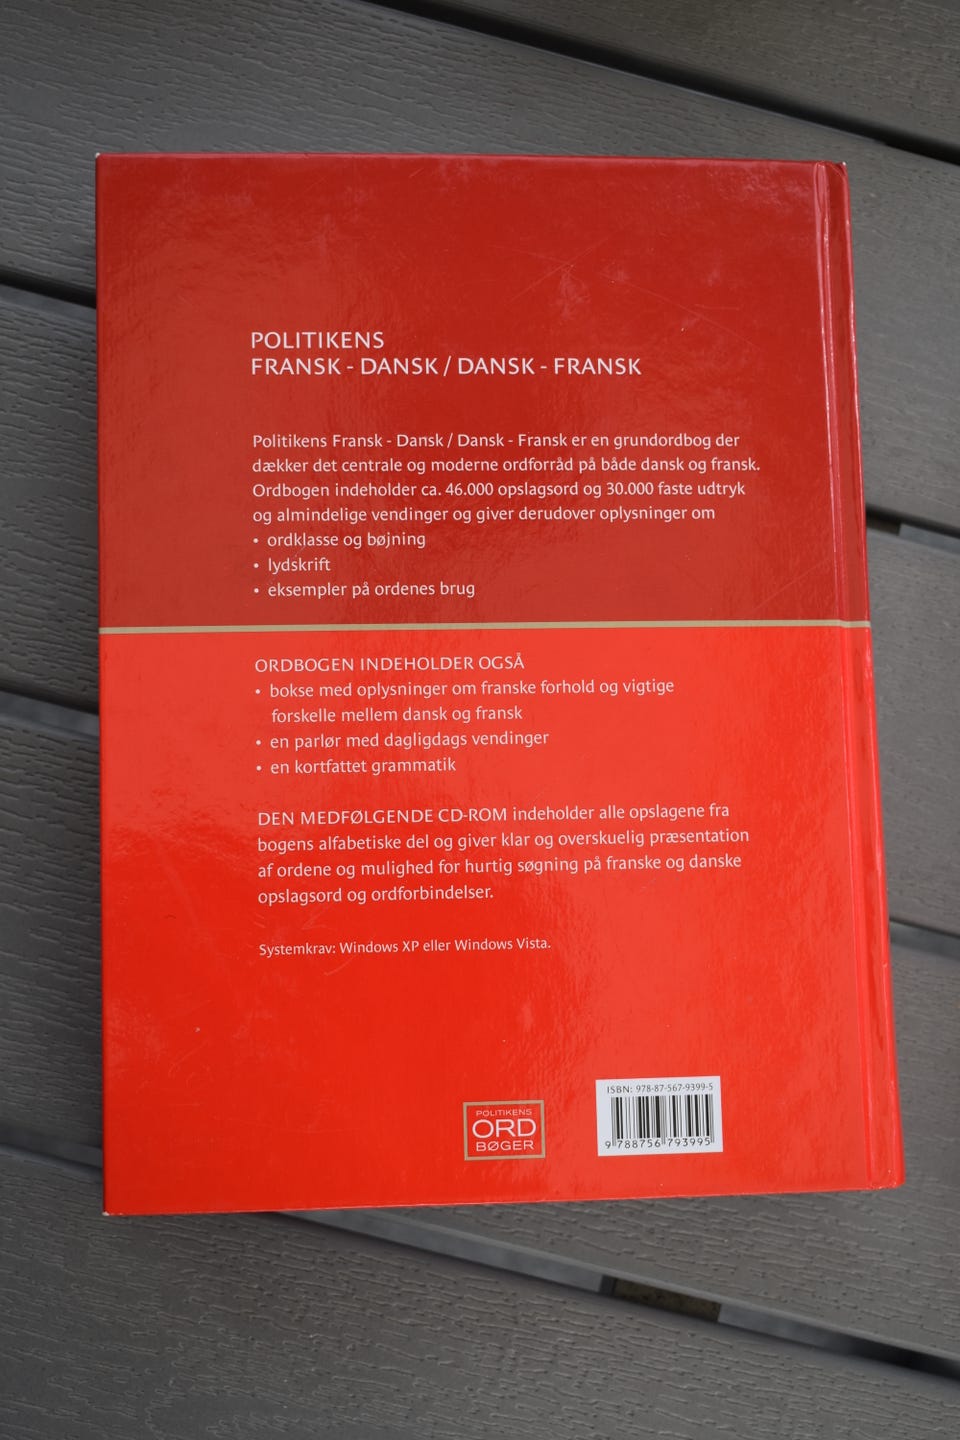 POLITIKENS
FRANSK - DANSK / DANSK - FRANSK
Politikens Fransk - Dansk / Dansk - Fransk er en grundordbog der
dækker det centrale og moderne ordforråd på både dansk og fransk.
Ordbogen indeholder ca. 46.000 opslagsord og 30.000 faste udtryk
og almindelige vendinger og giver derudover oplysninger om
• ordklasse og bøjning
• lydskrift
• eksempler på ordenes brug
ORDBOGEN INDEHOLDER OGSÅ
• bokse med oplysninger om franske forhold og vigtige
forskelle mellem dansk og fransk
• en parlør med dagligdags vendinger
• en kortfattet grammatik
DEN MEDFØLGENDE CD-ROM indeholder alle opslagene fra
bogens alfabetiske del og giver klar og overskuelig præsentation
af ordene og mulighed for hurtig søgning på franske og danske
opslagsord og ordforbindelser.
Systemkrav: Windows XP eller Windows Vista.
POLITIKENS
ORD
BØGER
ISBN: 978-87-567-9399-5
9 788756 793995